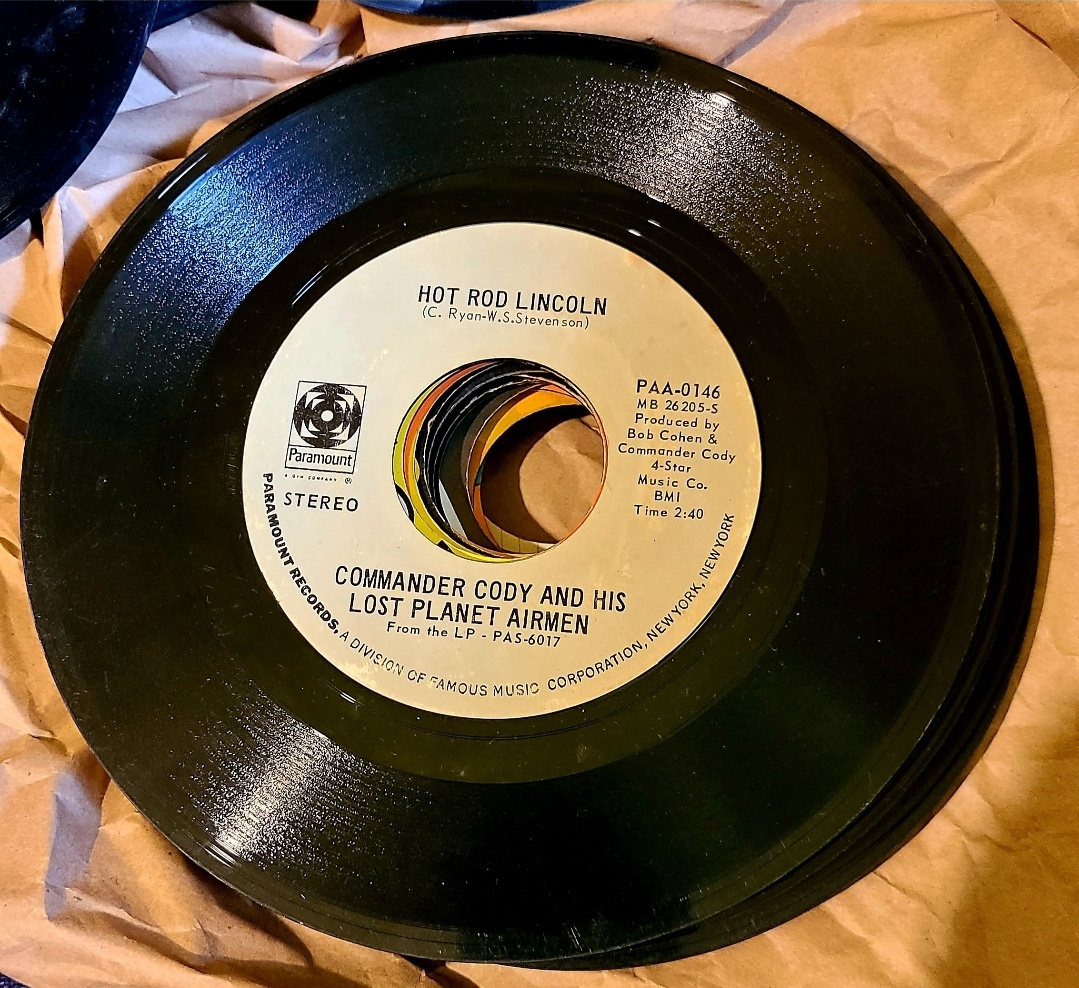 HOT ROD LINCOLN
(C. Ryan-W.S.Stevenson)
Paramount
A G+W COMPANY ®
STEREO
PAA-0146
MB 26205-S
Produced by
Bob Cohen &
Commander Cody
4-Star
Music Co.
BMI
Time 2:40
COMMANDER CODY AND HIS
LOST PLANET AIRMEN
From the LP - PAS-6017
PARAMOUNT RECORDS, A DIVISION OF FAMOUS MUSIC CORPORATION, NEWYORK, NEW YORK